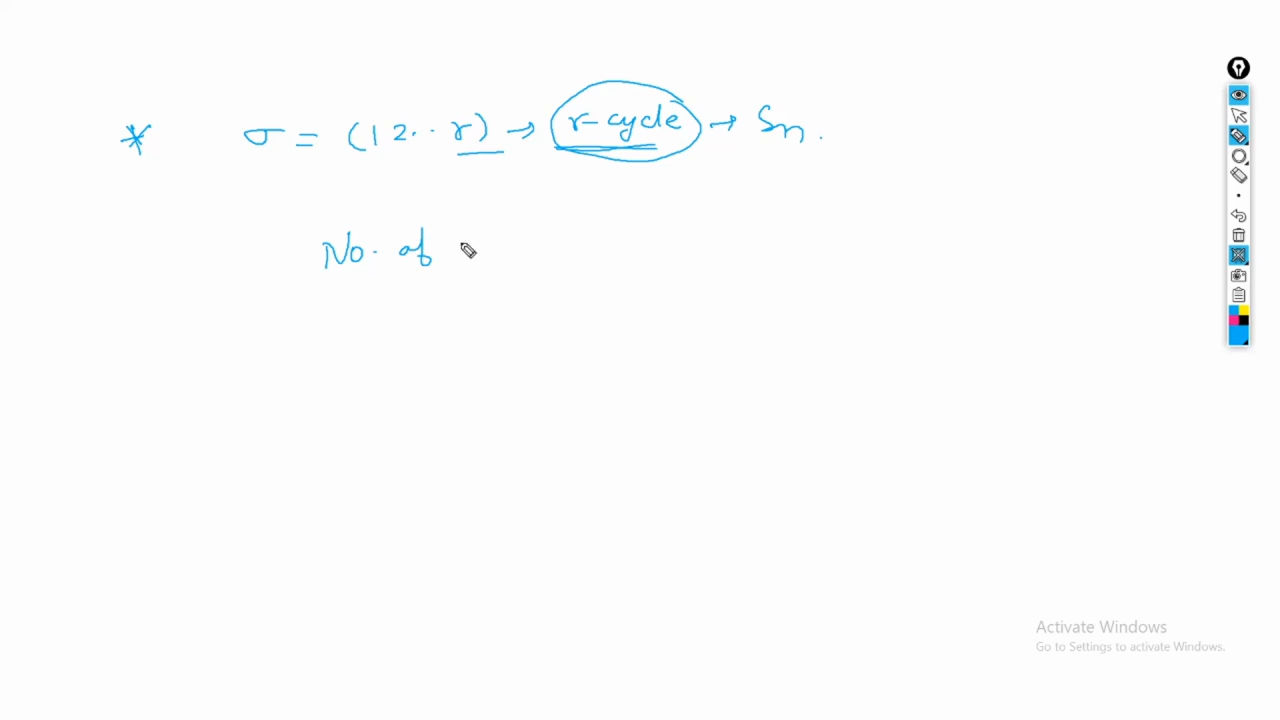 * σ = (1 2 .. r) → r-cycle → Sn.
No. of
Activate Windows
Go to Settings to activate Windows.